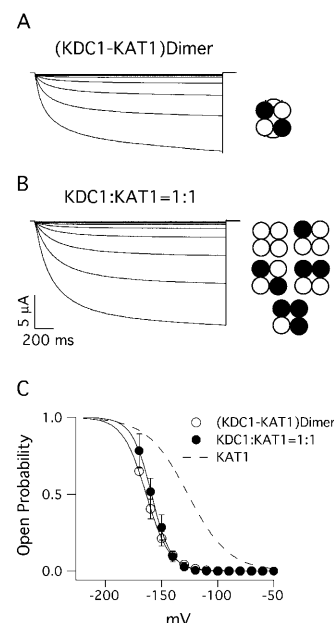 A
(KDC1-KAT1)Dimer
B
KDC1:KAT1=1:1
5 µA
200 ms
C
(KDC1-KAT1)Dimer
KDC1:KAT1=1:1
KAT1
Open Probability
1.0
0.5
0.0
-200 -150 -100 -50
mV